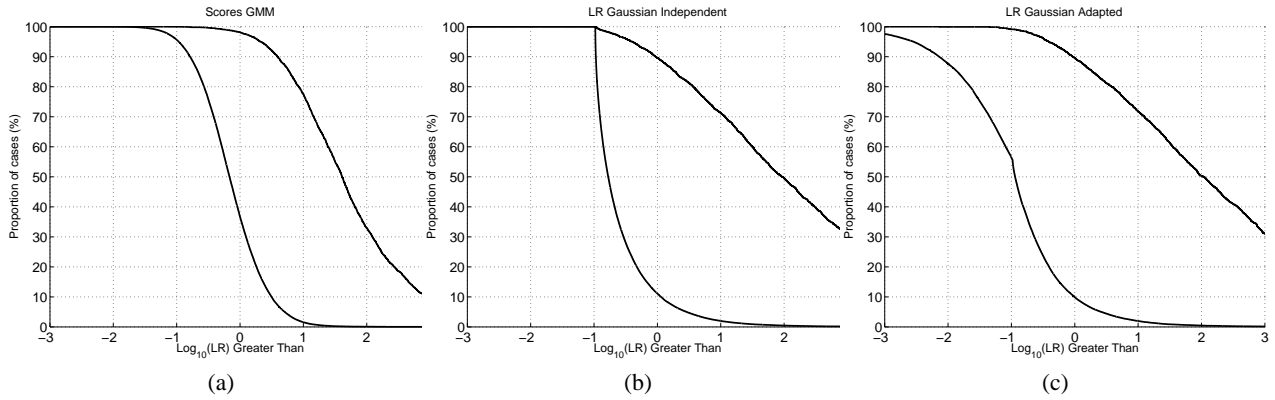 Scores GMM
Proportion of cases (%)
100
90
80
70
60
50
40
30
20
10
0
−3 −2 −1 0 1 2
Log10(LR) Greater Than
(a)
LR Gaussian Independent
Proportion of cases (%)
100
90
80
70
60
50
40
30
20
10
0
−3 −2 −1 0 1 2
Log10(LR) Greater Than
(b)
LR Gaussian Adapted
Proportion of cases (%)
100
90
80
70
60
50
40
30
20
10
0
−3 −2 −1 0 1 2 3
Log10(LR) Greater Than
(c)